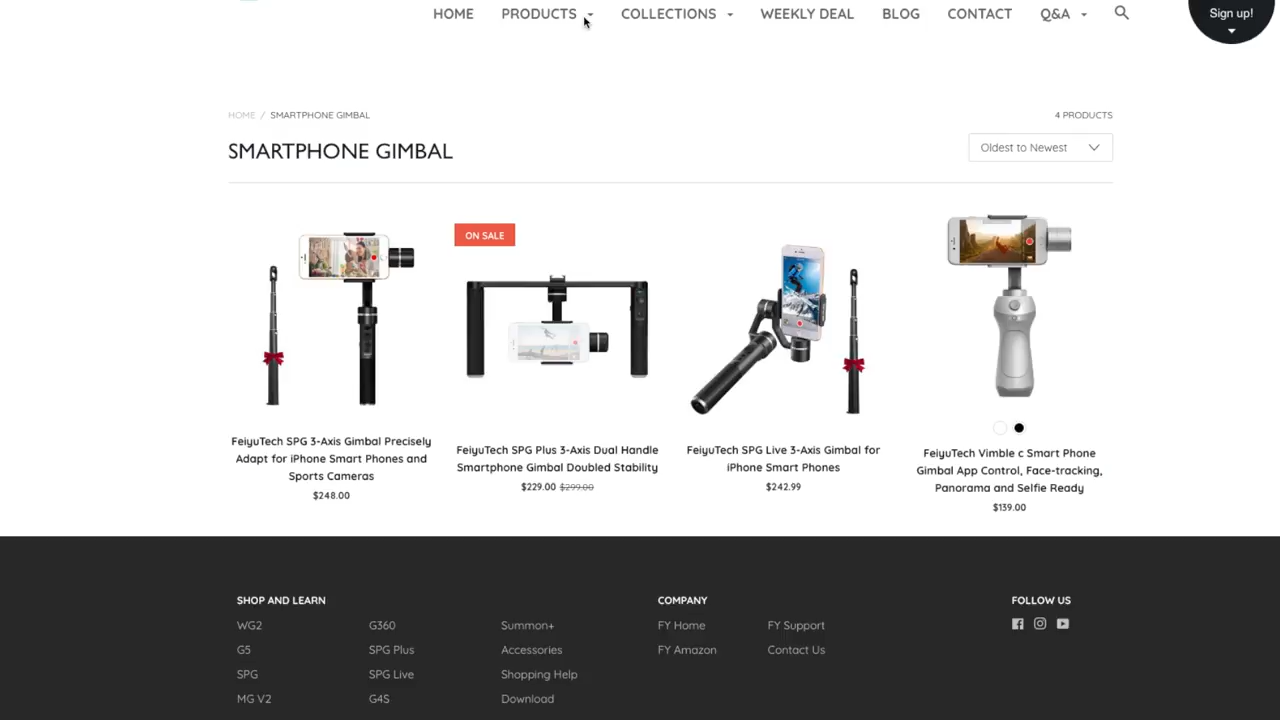 HOME PRODUCTS COLLECTIONS WEEKLY DEAL BLOG CONTACT Q&A
Sign up!
HOME / SMARTPHONE GIMBAL
4 PRODUCTS
SMARTPHONE GIMBAL
Oldest to Newest
ON SALE
FeiyuTech SPG 3-Axis Gimbal Precisely
Adapt for iPhone Smart Phones and
Sports Cameras
$248.00
FeiyuTech SPG Plus 3-Axis Dual Handle
Smartphone Gimbal Doubled Stability
$229.00 $299.00
FeiyuTech SPG Live 3-Axis Gimbal for
iPhone Smart Phones
$242.99
FeiyuTech Vimble c Smart Phone
Gimbal App Control, Face-tracking,
Panorama and Selfie Ready
$139.00
SHOP AND LEARN
WG2
G5
SPG
MG V2
G360
SPG Plus
SPG Live
G4S
Summon+
Accessories
Shopping Help
Download
COMPANY
FY Home
FY Amazon
FY Support
Contact Us
FOLLOW US